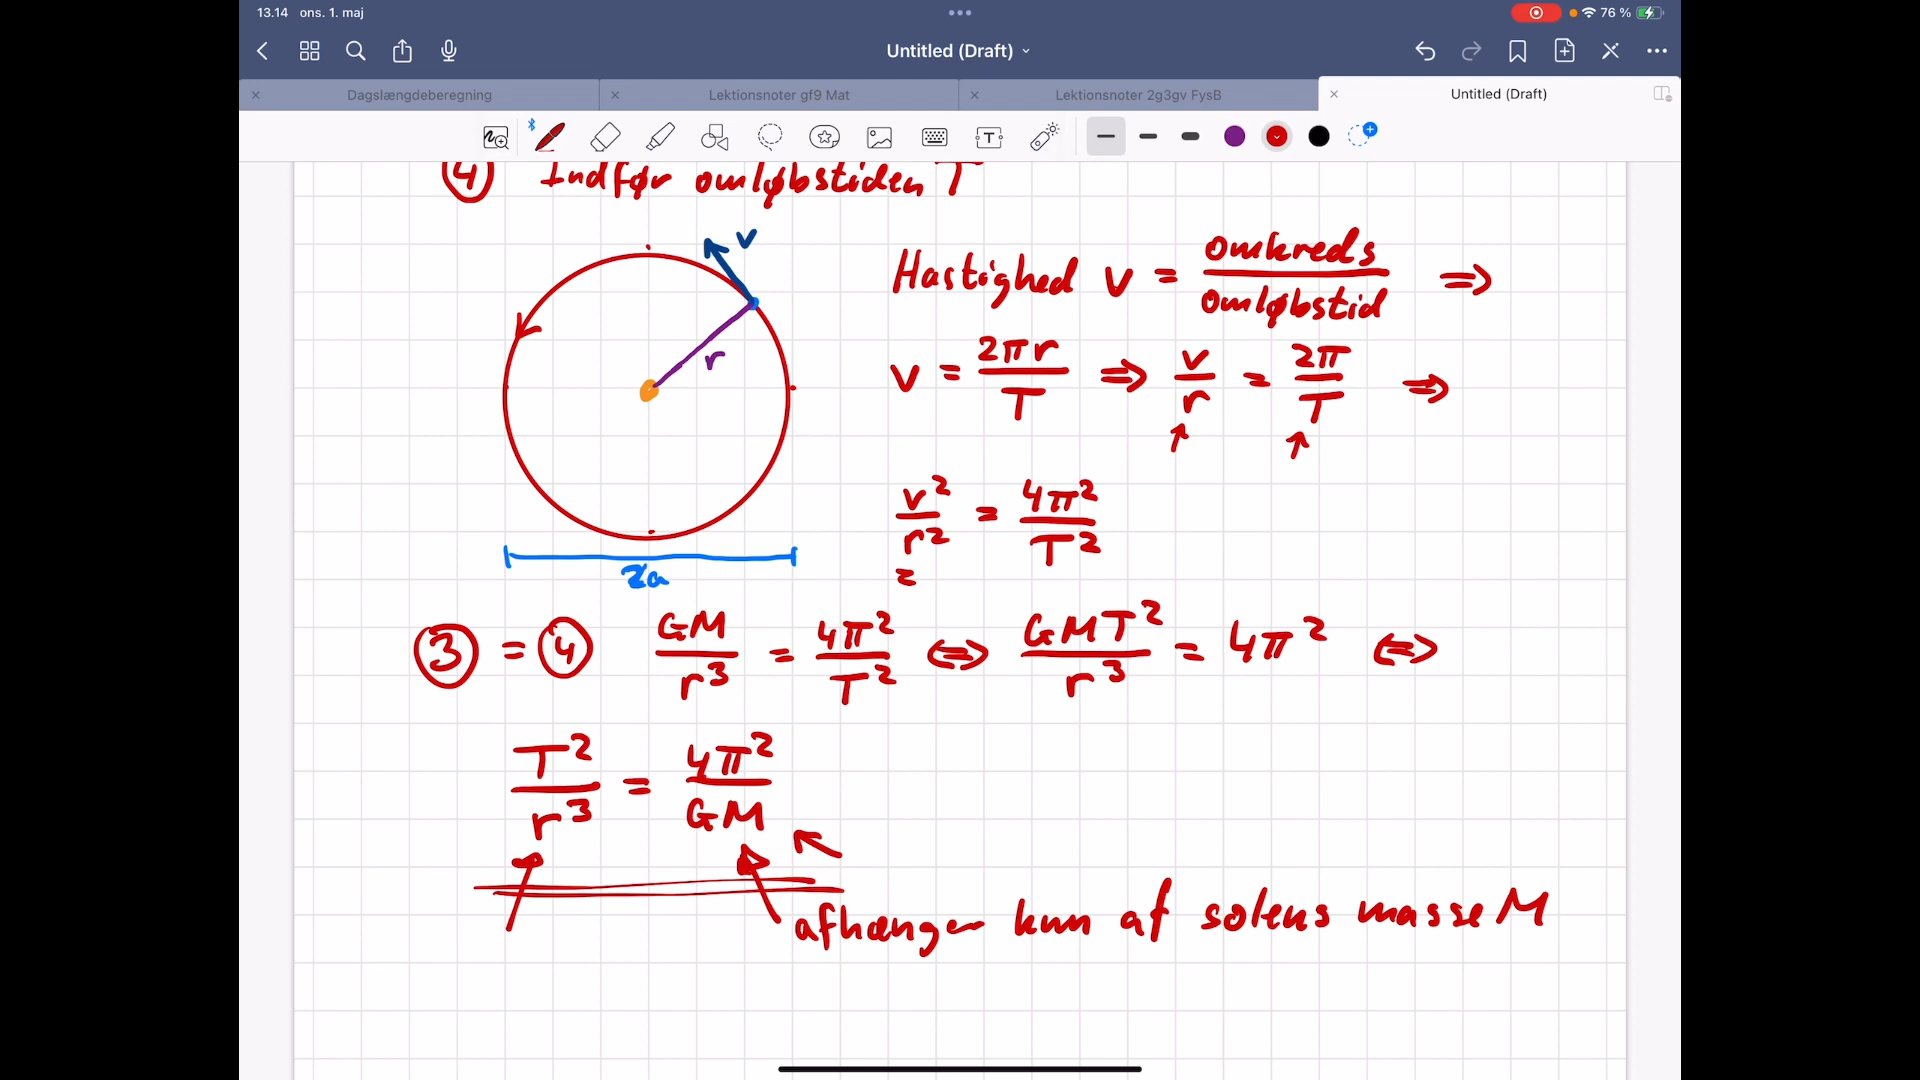 13.14 ons. 1. maj
76 %
Untitled (Draft)
Dagslængdeberegning
Lektionsnoter gf9 Mat
Lektionsnoter 2g3gv FysB
Untitled (Draft)
④ Indfør omløbstiden T
v
r
2a
Hastighed v = omkreds / omløbstid ⇒
v = 2πr / T ⇒ v / r = 2π / T ⇒
v² / r² = 4π² / T²
2
③ = ④ GM / r³ = 4π² / T² ⇔ GMT² / r³ = 4π² ⇔
T² / r³ = 4π² / GM
afhænger kun af solens masse M